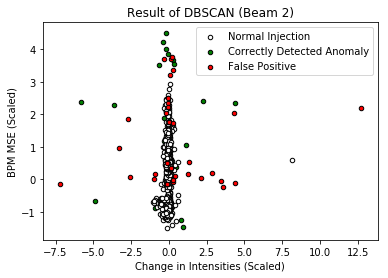 Result of DBSCAN (Beam 2)
Normal Injection
Correctly Detected Anomaly
False Positive
BPM MSE (Scaled)
4
3
2
1
0
−1
−7.5 −5.0 −2.5 0.0 2.5 5.0 7.5 10.0 12.5
Change in Intensities (Scaled)